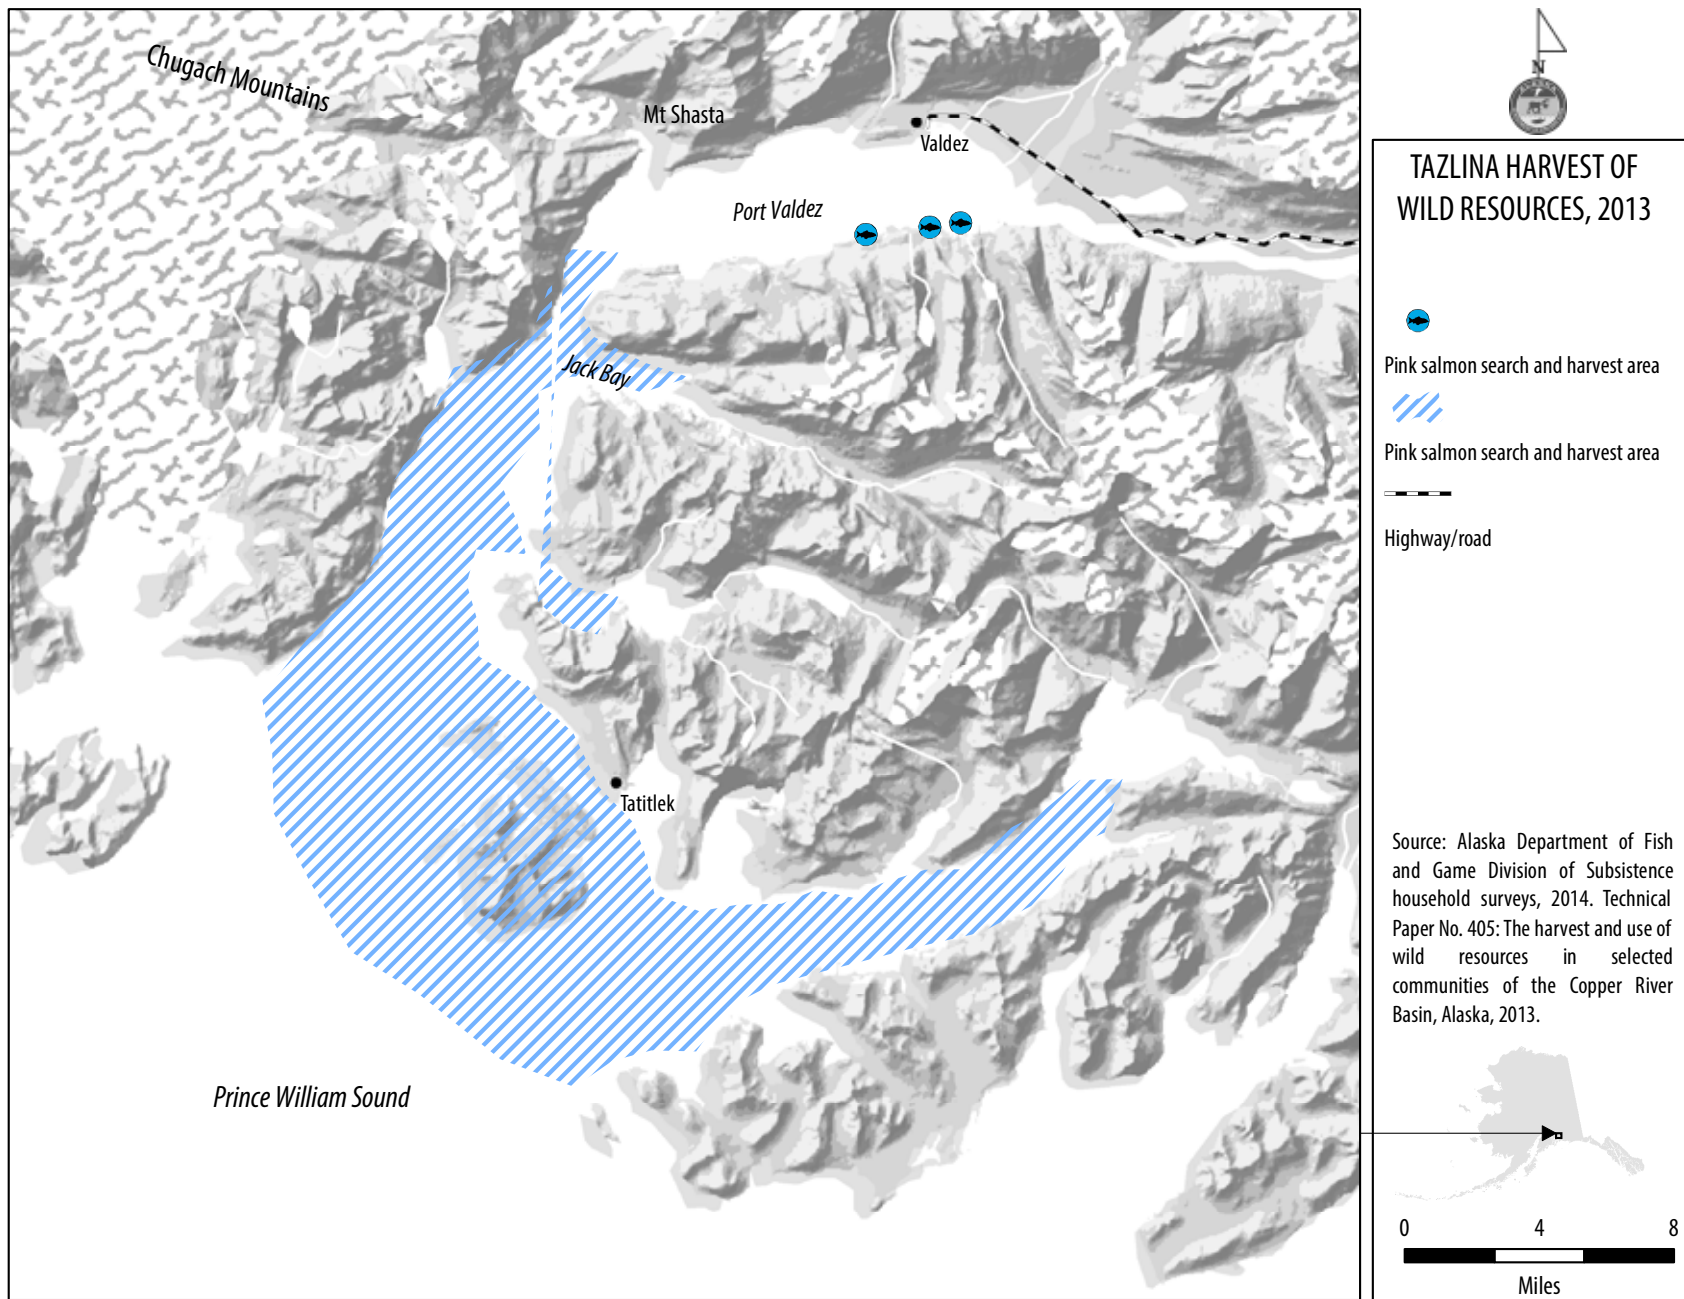 Chugach Mountains
Mt Shasta
Valdez
Port Valdez
Jack Bay
Tatitlek
Prince William Sound
N
TAZLINA HARVEST OF
WILD RESOURCES, 2013
Pink salmon search and harvest area
Pink salmon search and harvest area
Highway/road
Source: Alaska Department of Fish
and Game Division of Subsistence
household surveys, 2014. Technical
Paper No. 405: The harvest and use of
wild resources in selected
communities of the Copper River
Basin, Alaska, 2013.
0 4 8
Miles